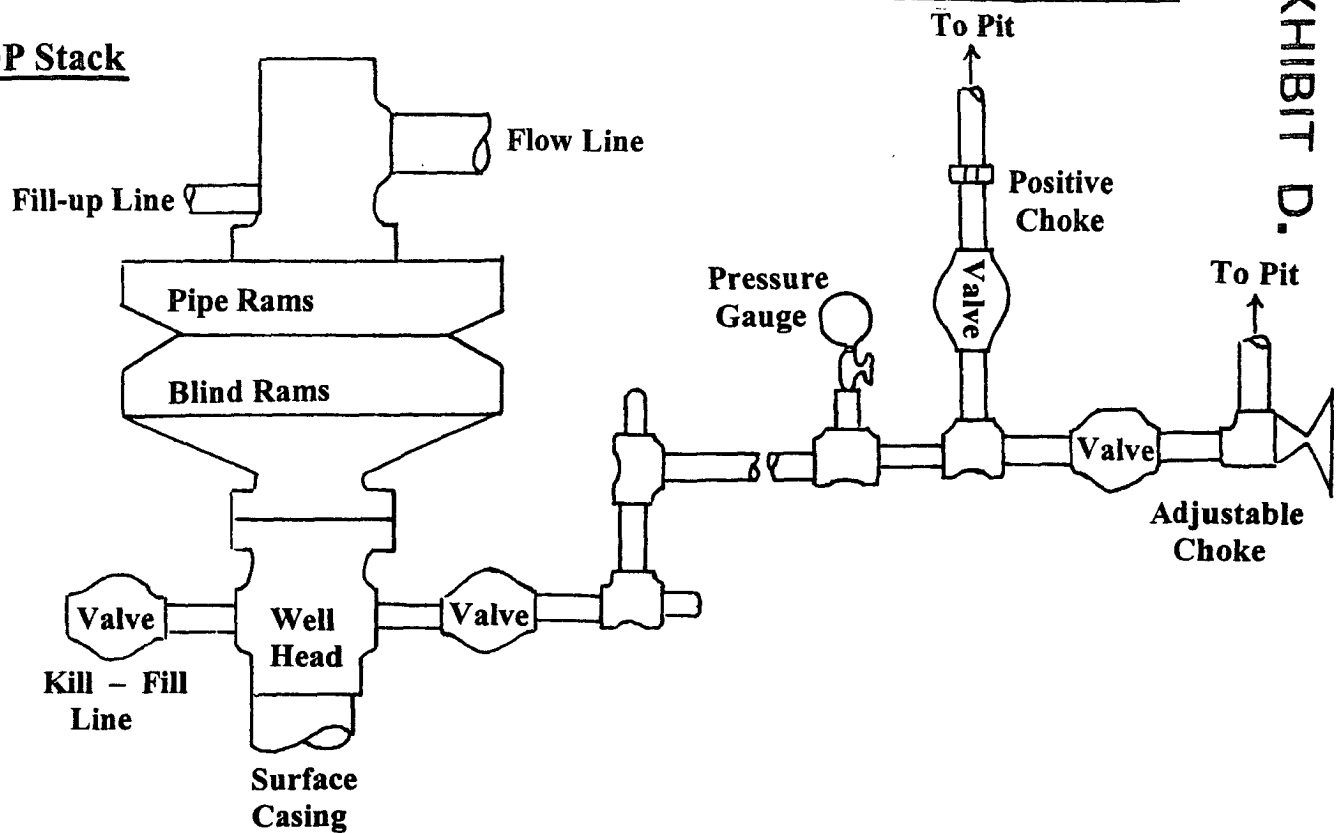 P Stack
To Pit
Flow Line
Fill-up Line
Positive
Choke
Valve
Pressure
Gauge
To Pit
Pipe Rams
Blind Rams
Valve
Adjustable
Choke
Valve
Well
Head
Valve
Kill – Fill
Line
Surface
Casing
XHIBIT D.